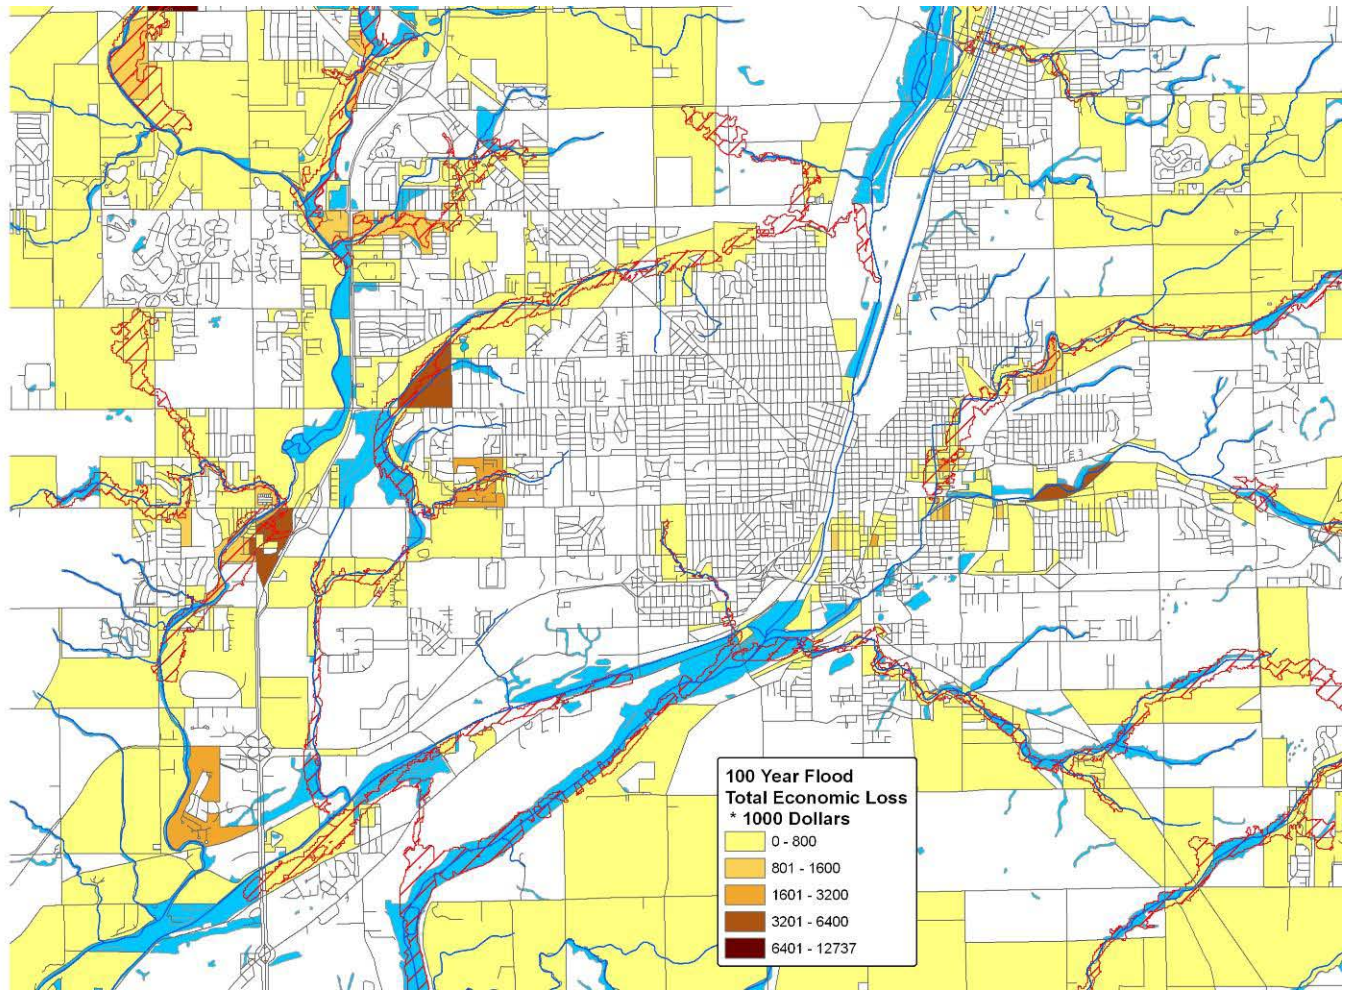 100 Year Flood
Total Economic Loss
* 1000 Dollars
0 - 800
801 - 1600
1601 - 3200
3201 - 6400
6401 - 12737